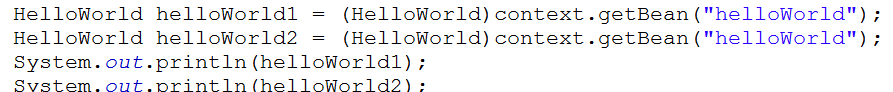 HelloWorld helloWorld1 = (HelloWorld)context.getBean("helloWorld");
HelloWorld helloWorld2 = (HelloWorld)context.getBean("helloWorld");
System.out.println(helloWorld1);
System.out.println(helloWorld2);